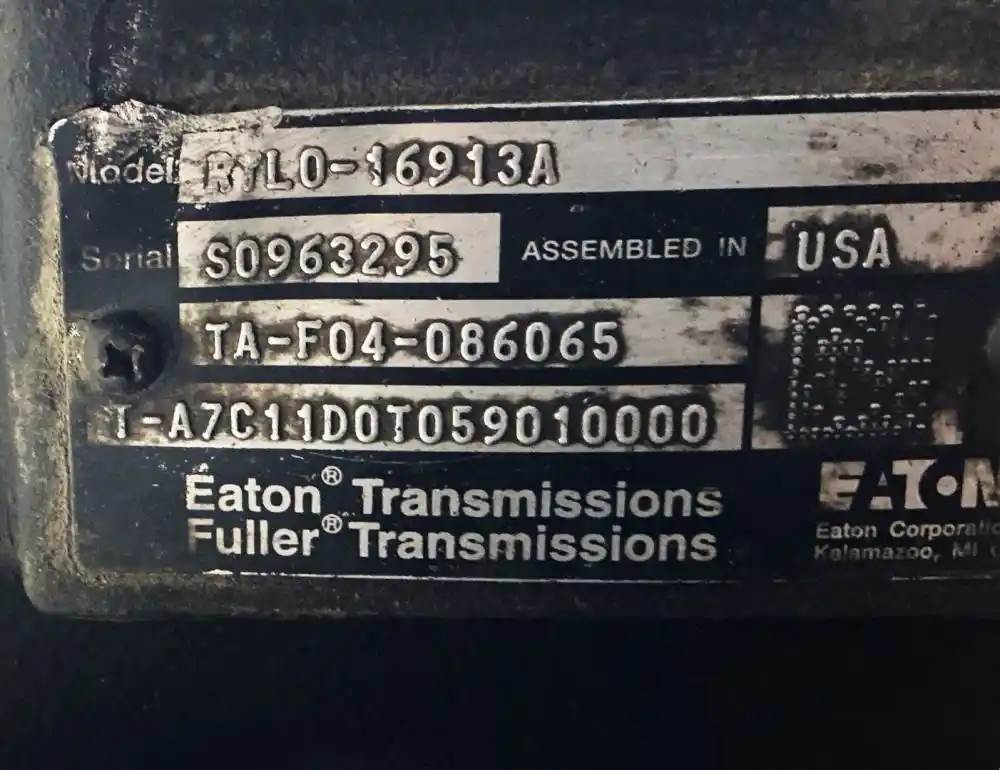 Model RTLO-16913A
Serial S0963295 ASSEMBLED IN USA
TA-F04-086065
T-A7C11D0T059010000
Eaton® Transmissions
Fuller® Transmissions
EATON
Eaton Corporatio
Kalamazoo, MI